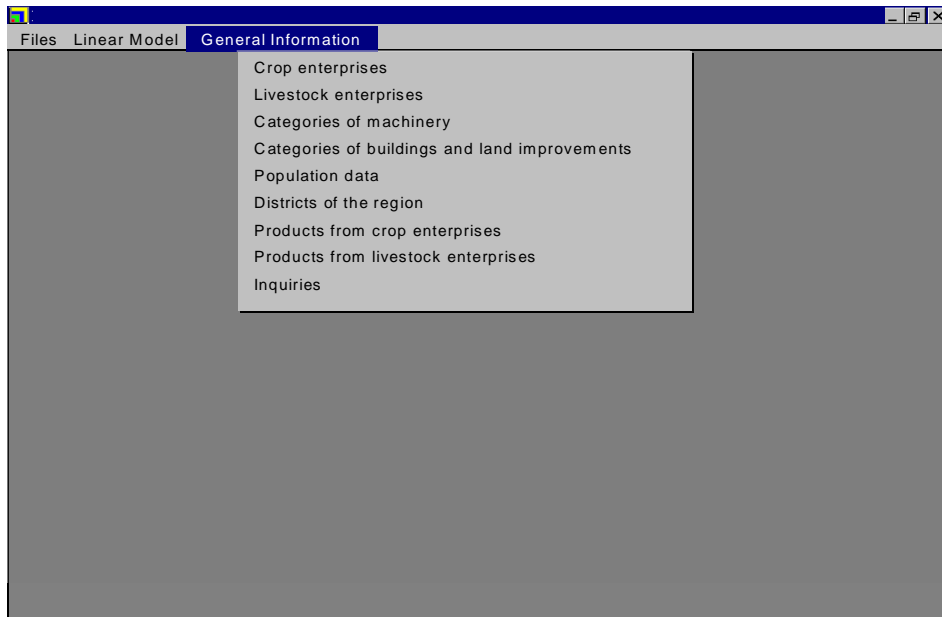 Files Linear Model General Information
Crop enterprises
Livestock enterprises
Categories of machinery
Categories of buildings and land improvements
Population data
Districts of the region
Products from crop enterprises
Products from livestock enterprises
Inquiries